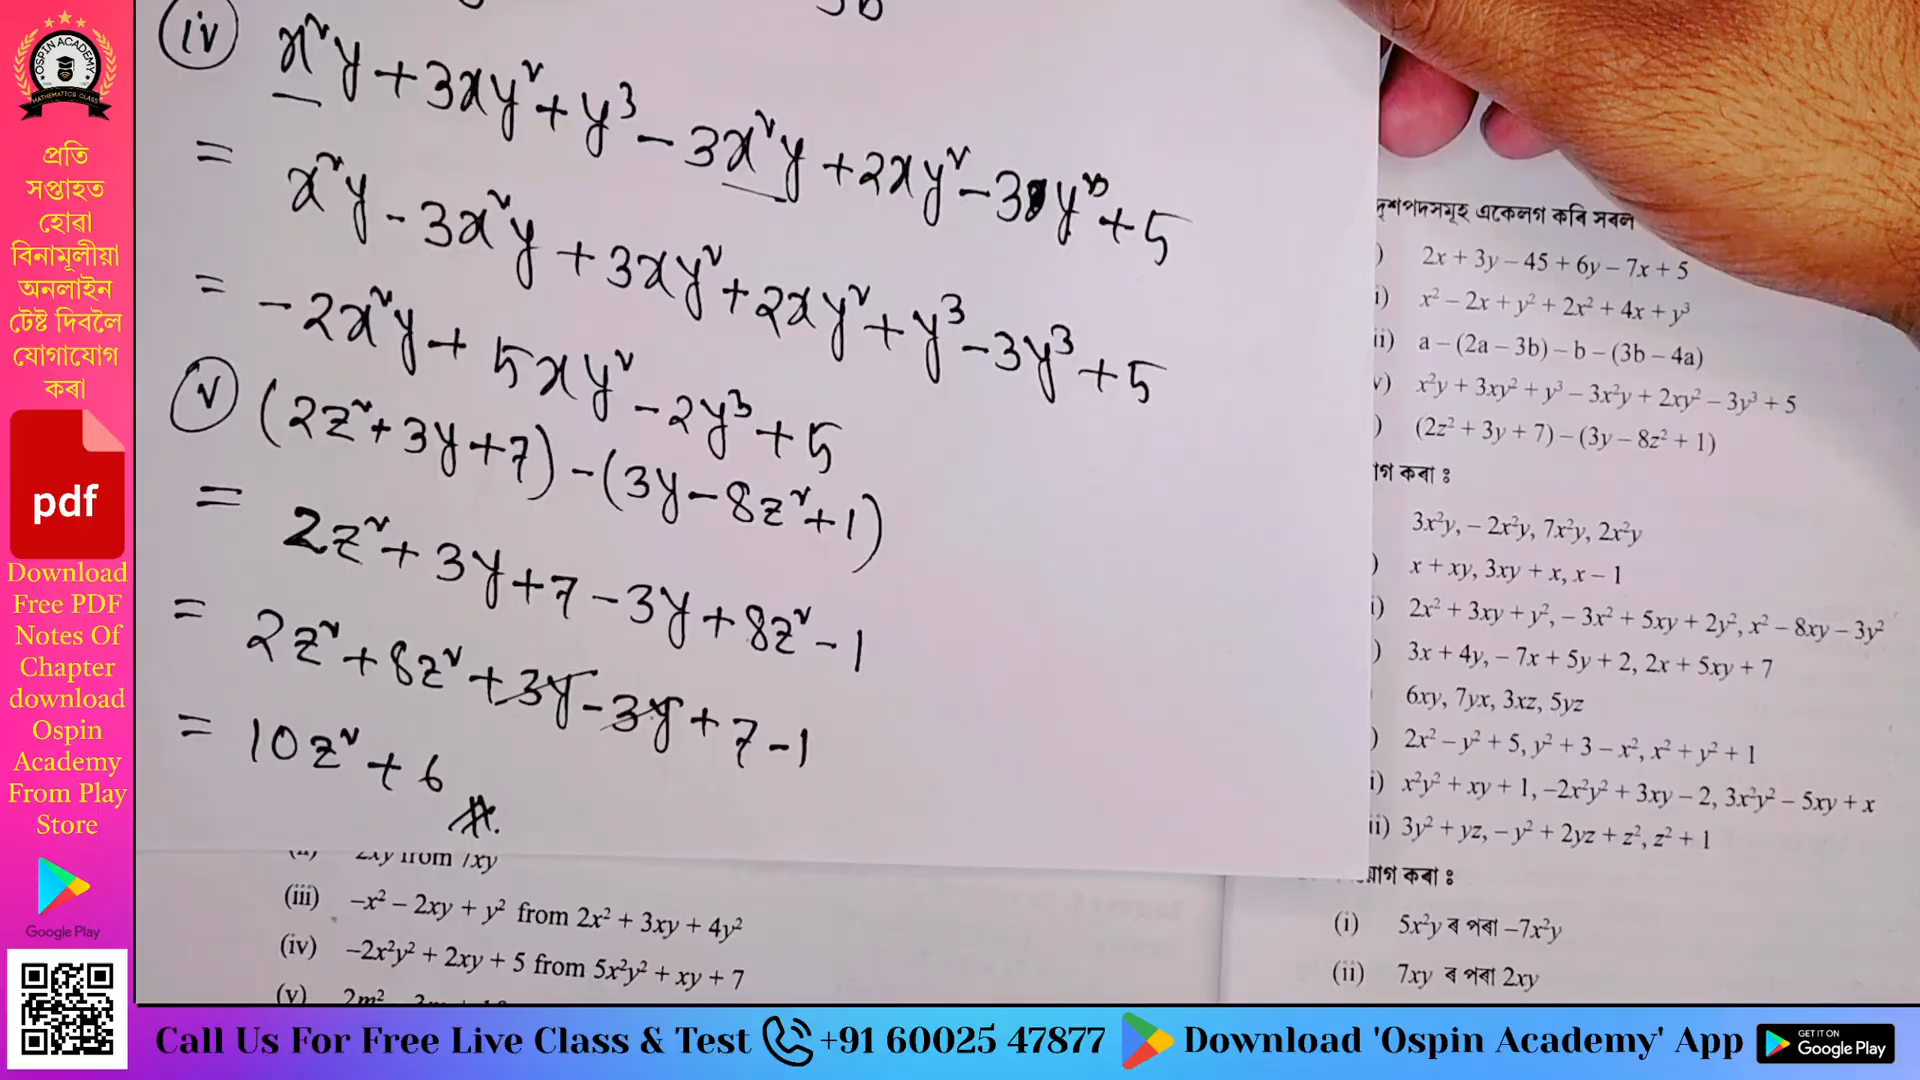 OSPIN ACADEMY
MATHEMATICS CLASS
প্ৰতি
সপ্তাহত
হোৱা
বিনামূলীয়া
অনলাইন
টেষ্ট দিবলৈ
যোগাযোগ
কৰা
pdf
Download
Free PDF
Notes Of
Chapter
download
Ospin
Academy
From Play
Store
Google Play
(iv) x²y + 3xy² + y³ − 3x²y + 2xy² − 3y³ + 5
= x²y − 3x²y + 3xy² + 2xy² + y³ − 3y³ + 5
= −2x²y + 5xy² − 2y³ + 5
(v) (2z² + 3y + 7) − (3y − 8z² + 1)
= 2z² + 3y + 7 − 3y + 8z² − 1
= 2z² + 8z² + 3y − 3y + 7 − 1
= 10z² + 6
2xy from 7xy
(iii) −x² − 2xy + y² from 2x² + 3xy + 4y²
(iv) −2x²y² + 2xy + 5 from 5x²y² + xy + 7
(v)
একেলগ কৰি সৰল
) 2x + 3y − 45 + 6y − 7x + 5
i) x² − 2x + y² + 2x² + 4x + y³
ii) a − (2a − 3b) − b − (3b − 4a)
v) x²y + 3xy² + y³ − 3x²y + 2xy² − 3y³ + 5
) (2z² + 3y + 7) − (3y − 8z² + 1)
গ কৰা ঃ
3x²y, − 2x²y, 7x²y, 2x²y
) x + xy, 3xy + x, x − 1
i) 2x² + 3xy + y², − 3x² + 5xy + 2y², x² − 8xy − 3y²
) 3x + 4y, − 7x + 5y + 2, 2x + 5xy + 7
6xy, 7yx, 3xz, 5yz
) 2x² − y² + 5, y² + 3 − x², x² + y² + 1
i) x²y² + xy + 1, −2x²y² + 3xy − 2, 3x²y² − 5xy + x
ii) 3y² + yz, − y² + 2yz + z², z² + 1
য়োগ কৰা ঃ
(i) 5x²y ৰ পৰা −7x²y
(ii) 7xy ৰ পৰা 2xy
Call Us For Free Live Class & Test +91 60025 47877 Download 'Ospin Academy' App GET IT ON Google Play